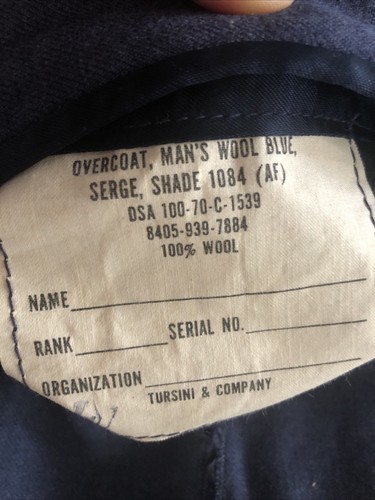 OVERCOAT, MAN'S WOOL BLUE,
SERGE, SHADE 1084 (AF)
DSA 100-70-C-1539
8405-939-7884
100% WOOL
NAME
RANK SERIAL NO.
ORGANIZATION
TURSINI & COMPANY